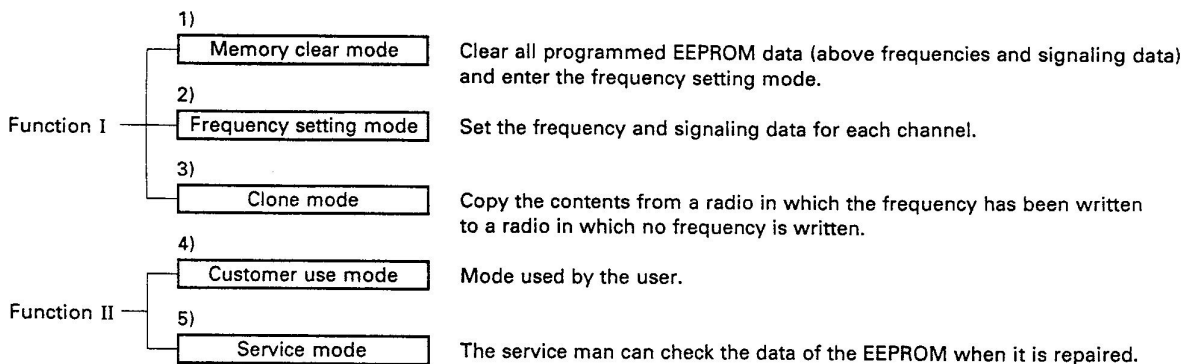 1)
Memory clear mode
Clear all programmed EEPROM data (above frequencies and signaling data)
and enter the frequency setting mode.
2)
Function I
Frequency setting mode
Set the frequency and signaling data for each channel.
3)
Clone mode
Copy the contents from a radio in which the frequency has been written
to a radio in which no frequency is written.
4)
Customer use mode
Mode used by the user.
Function II
5)
Service mode
The service man can check the data of the EEPROM when it is repaired.